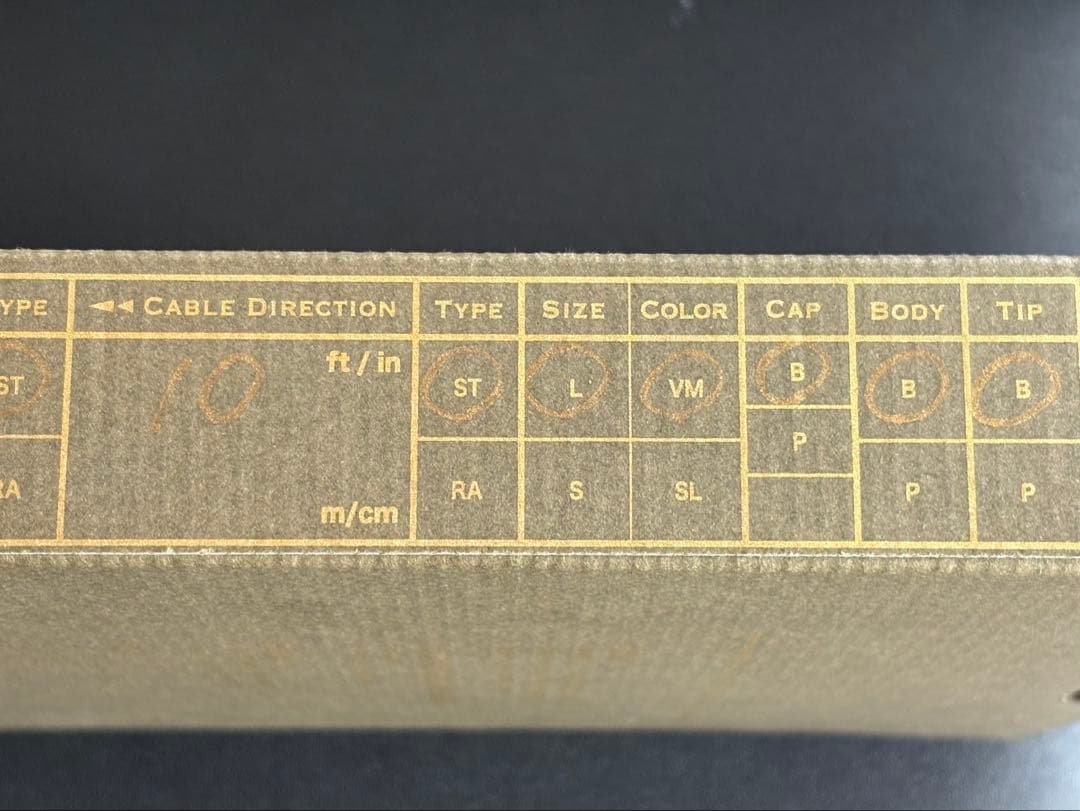 YPE ◄◄ CABLE DIRECTION TYPE SIZE COLOR CAP BODY TIP
ST 10 ft / in ST L VM B B B
P
RA m/cm RA S SL P P